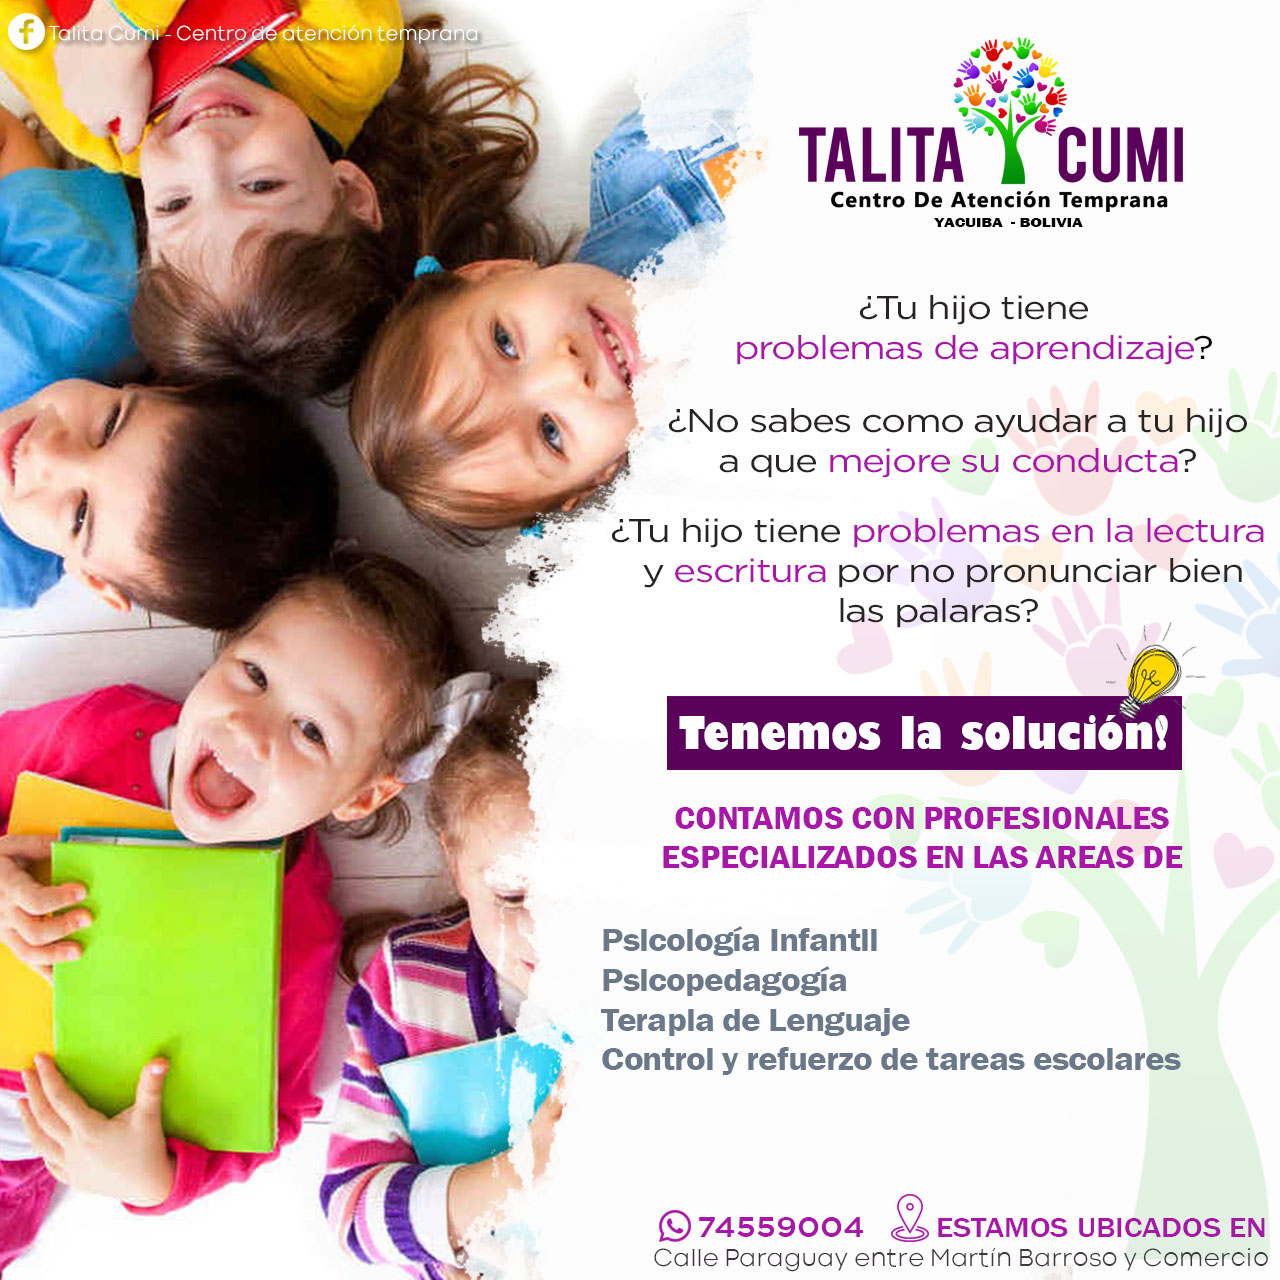 Talita Cumi - Centro de atención temprana
TALITA CUMI
Centro De Atención Temprana
YACUIBA - BOLIVIA
¿Tu hijo tiene
problemas de aprendizaje?
¿No sabes como ayudar a tu hijo
a que mejore su conducta?
¿Tu hijo tiene problemas en la lectura
y escritura por no pronunciar bien
las palaras?
Tenemos la solución!
CONTAMOS CON PROFESIONALES
ESPECIALIZADOS EN LAS AREAS DE
Psicología Infantil
Psicopedagogía
Terapia de Lenguaje
Control y refuerzo de tareas escolares
74559004 ESTAMOS UBICADOS EN
Calle Paraguay entre Martín Barroso y Comercio